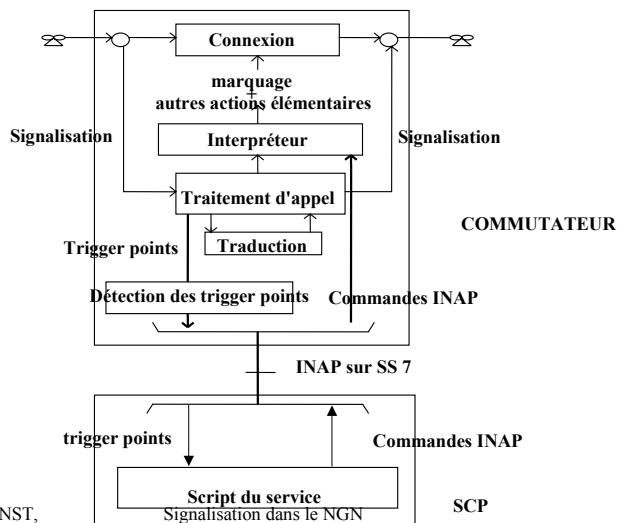 Connexion
marquage
+
autres actions élémentaires
Signalisation
Signalisation
Interpréteur
Traitement d'appel
COMMUTATEUR
Trigger points
Traduction
Détection des trigger points
Commandes INAP
INAP sur SS 7
trigger points
Commandes INAP
Script du service
SCP
NST,
Signalisation dans le NGN